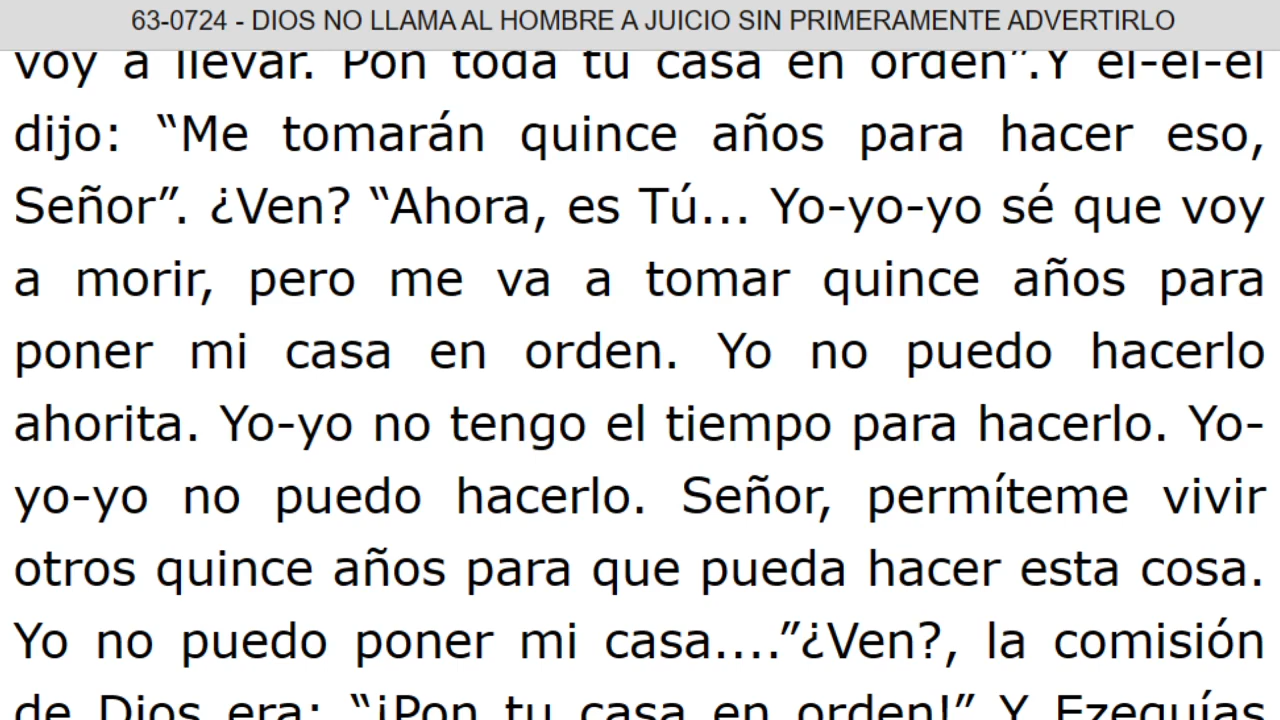 63-0724 - DIOS NO LLAMA AL HOMBRE A JUICIO SIN PRIMERAMENTE ADVERTIRLO
voy a llevar. Pon toda tu casa en orden”.Y él-él-él
dijo: “Me tomarán quince años para hacer eso,
Señor”. ¿Ven? “Ahora, es Tú... Yo-yo-yo sé que voy
a morir, pero me va a tomar quince años para
poner mi casa en orden. Yo no puedo hacerlo
ahorita. Yo-yo no tengo el tiempo para hacerlo. Yo-
yo-yo no puedo hacerlo. Señor, permíteme vivir
otros quince años para que pueda hacer esta cosa.
Yo no puedo poner mi casa....”¿Ven?, la comisión
de Dios era: “¡Pon tu casa en orden!” Y Ezequías